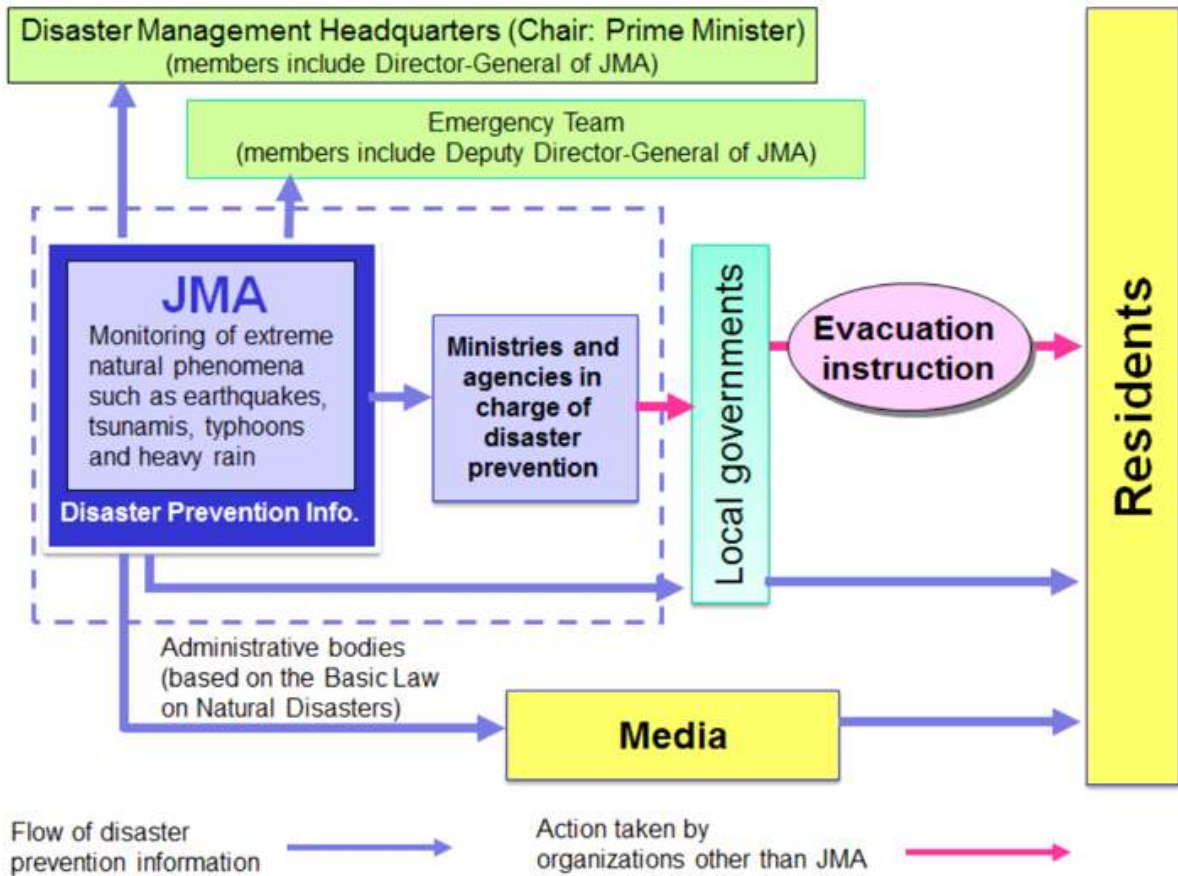 Disaster Management Headquarters (Chair: Prime Minister)
(members include Director-General of JMA)
Emergency Team
(members include Deputy Director-General of JMA)
JMA
Monitoring of extreme
natural phenomena
such as earthquakes,
tsunamis, typhoons
and heavy rain
Disaster Prevention Info.
Ministries and
agencies in
charge of
disaster
prevention
Local governments
Evacuation
instruction
Residents
Administrative bodies
(based on the Basic Law
on Natural Disasters)
Media
Flow of disaster
prevention information
Action taken by
organizations other than JMA